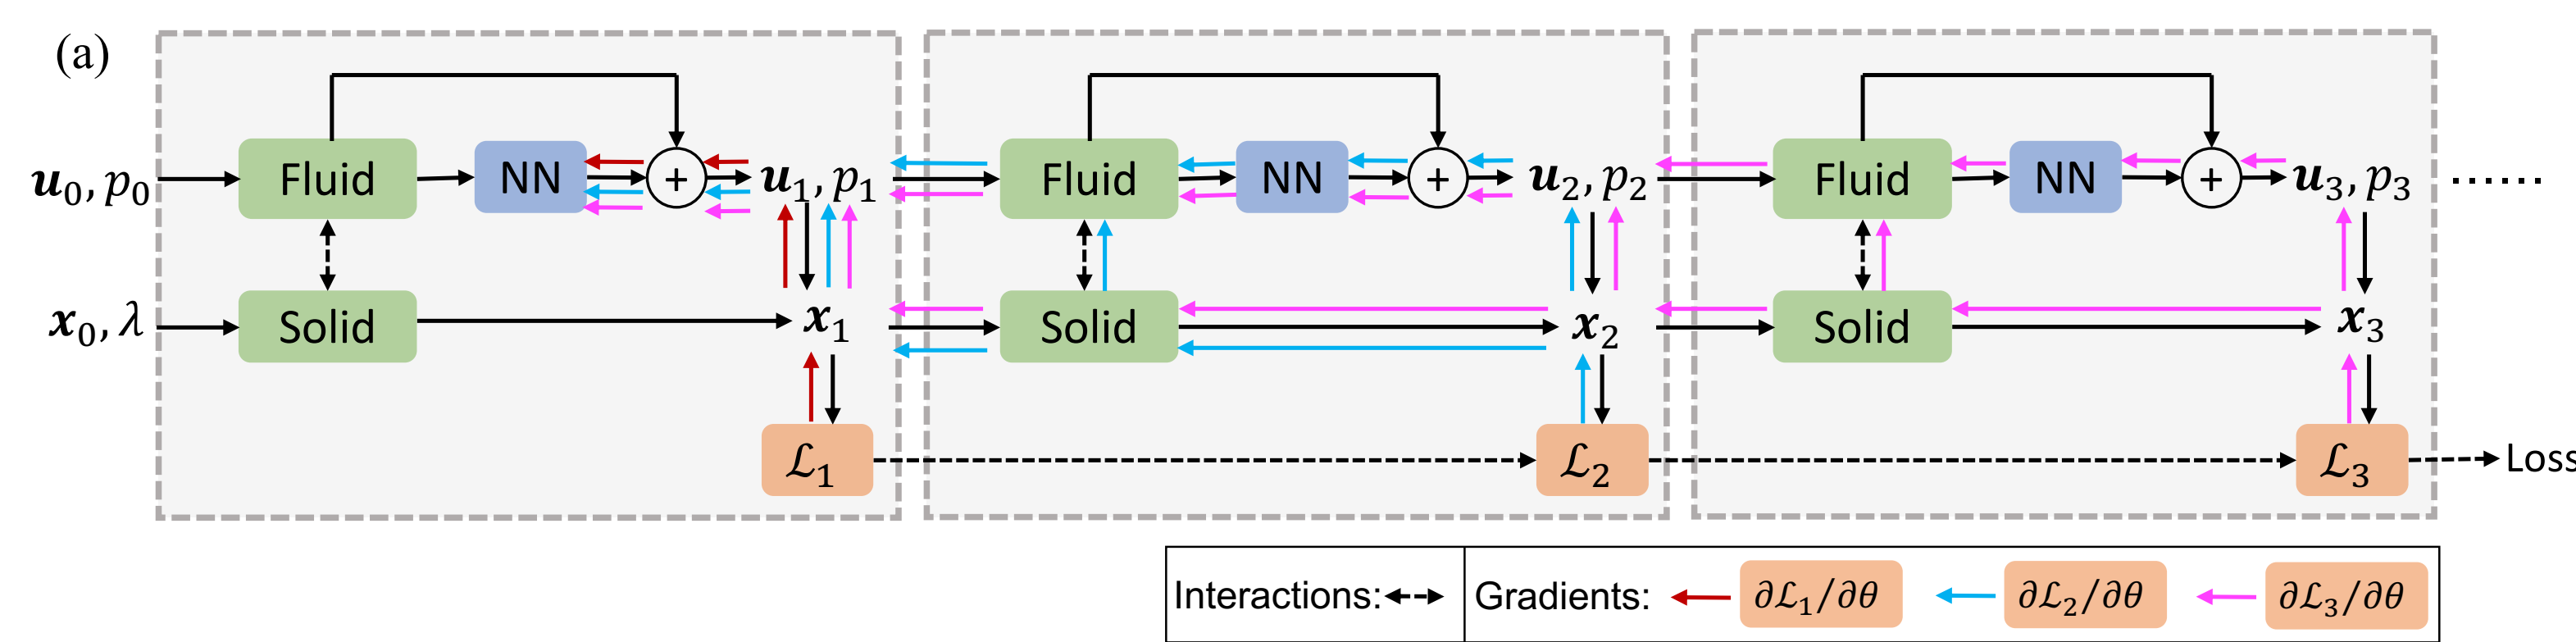 (a)
𝒖0, p0 Fluid NN + 𝒖1, p1 Fluid NN + 𝒖2, p2 Fluid NN + 𝒖3, p3 ......
𝒙0, λ Solid 𝒙1 Solid 𝒙2 Solid 𝒙3
ℒ1 ℒ2 ℒ3 Loss
Interactions: Gradients: ∂ℒ1/∂θ ∂ℒ2/∂θ ∂ℒ3/∂θ